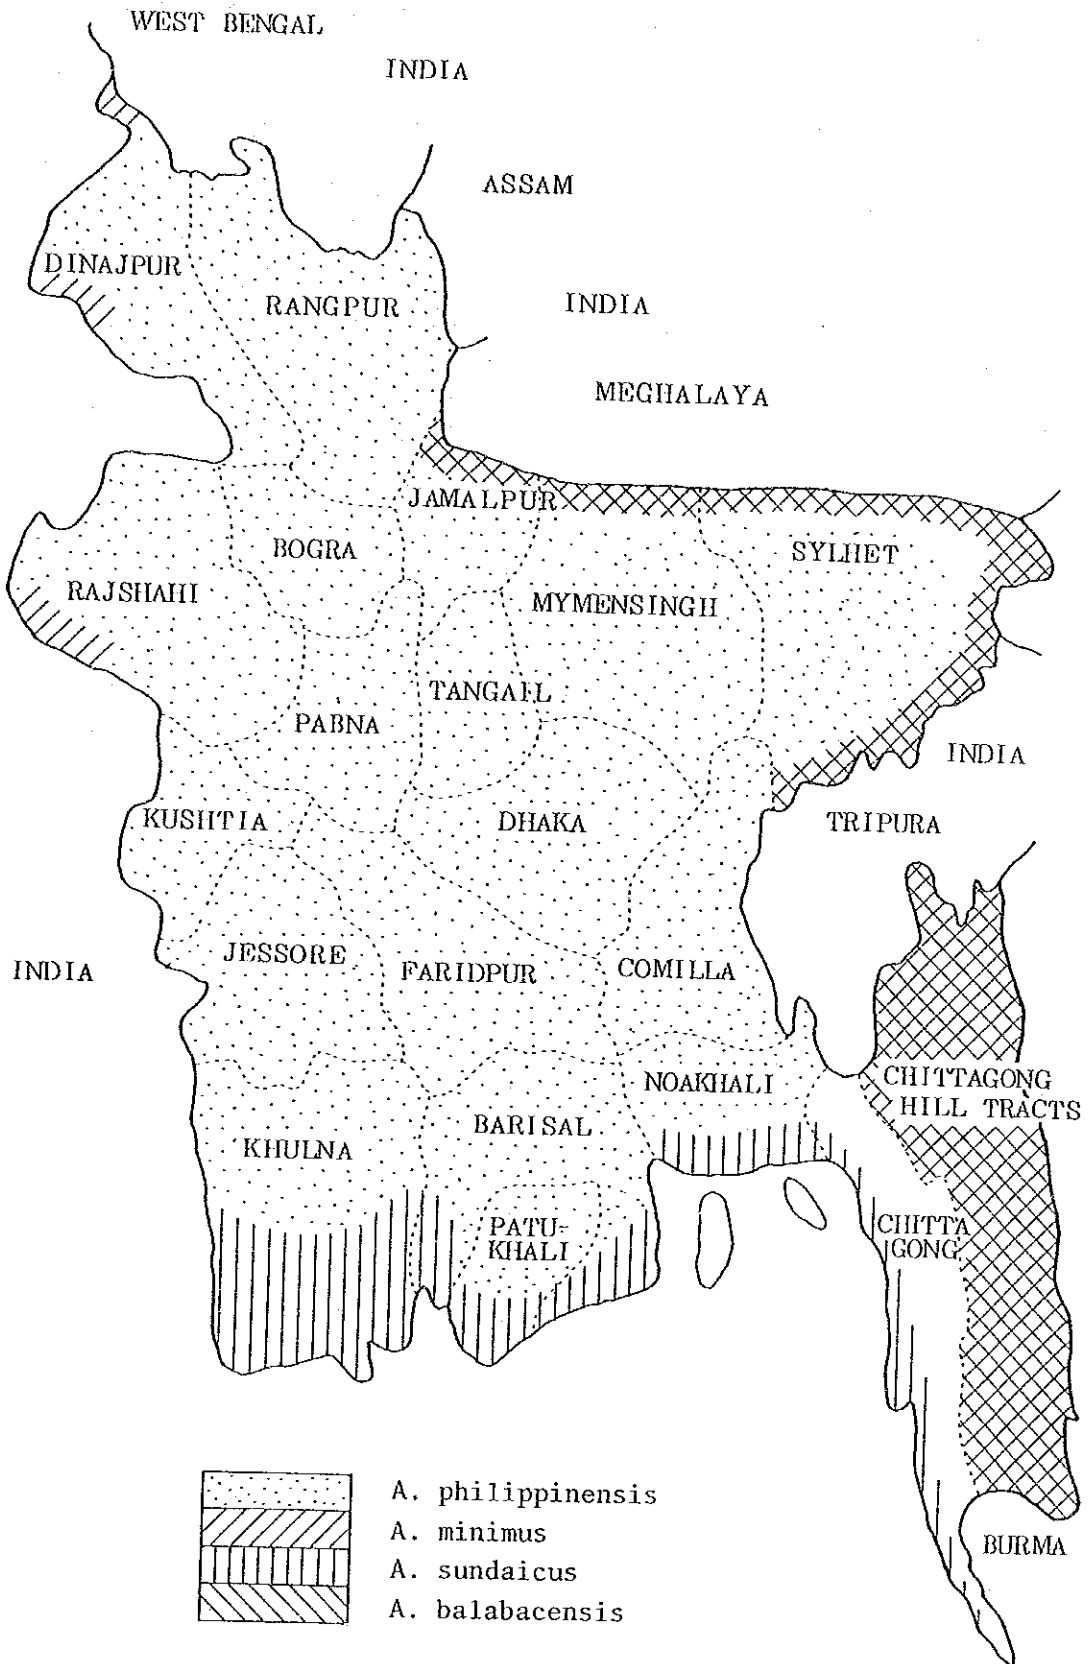 WEST BENGAL
INDIA
ASSAM
DINAJPUR
RANGPUR
INDIA
MEGHALAYA
JAMALPUR
BOGRA
SYLHET
RAJSHAHI
MYMENSINGH
TANGAIL
PABNA
INDIA
KUSHTIA
DHAKA
TRIPURA
JESSORE
FARIDPUR
COMILLA
INDIA
NOAKHALI
CHITTAGONG
HILL TRACTS
BARISAL
KHULNA
PATU-
KHALI
CHITTA
GONG
A. philippinensis
A. minimus
A. sundaicus
A. balabacensis
BURMA